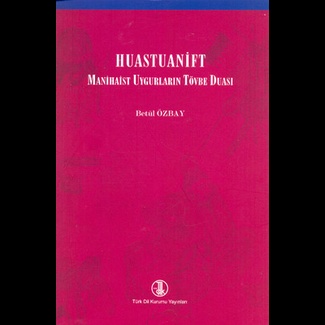 HUASTUANİFT
MANİHAİST UYGURLARIN TÖVBE DUASI
Betül ÖZBAY
Türk Dil Kurumu Yayınları